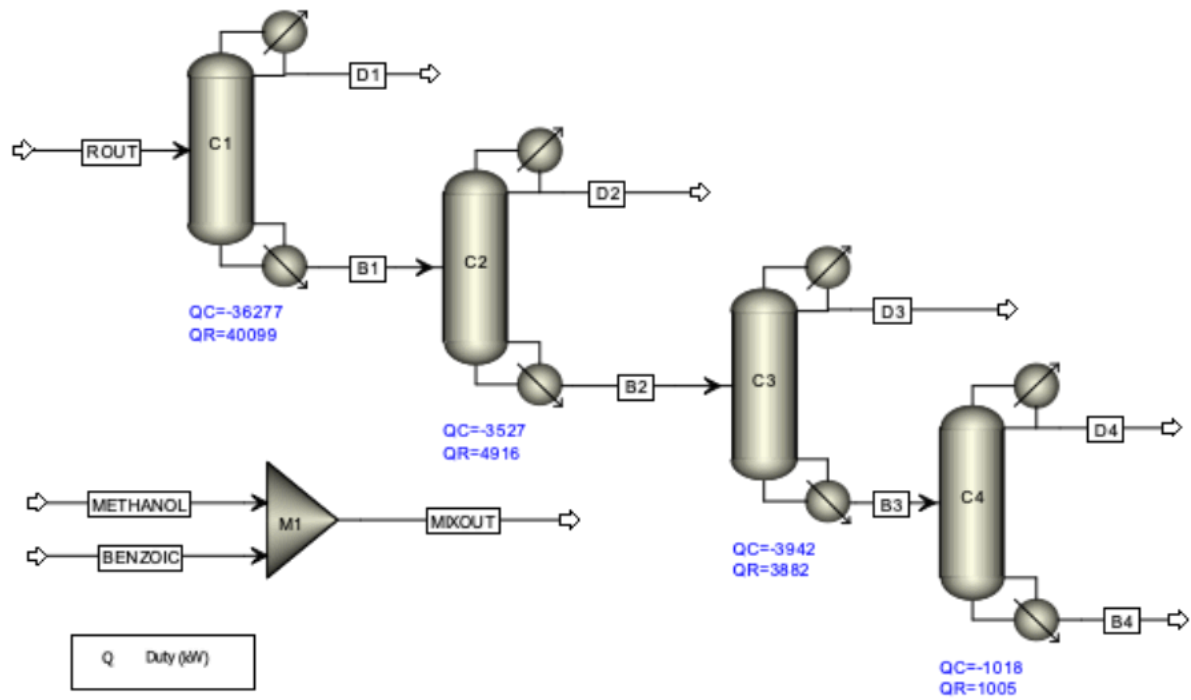 D1
ROUT
C1
D2
B1
C2
QC=-36277
QR=40099
D3
B2
C3
QC=-3527
QR=4916
D4
METHANOL
B3
C4
M1
MIXOUT
BENZOIC
QC=-3942
QR=3882
B4
Q Duty (kW)
QC=-1018
QR=1005